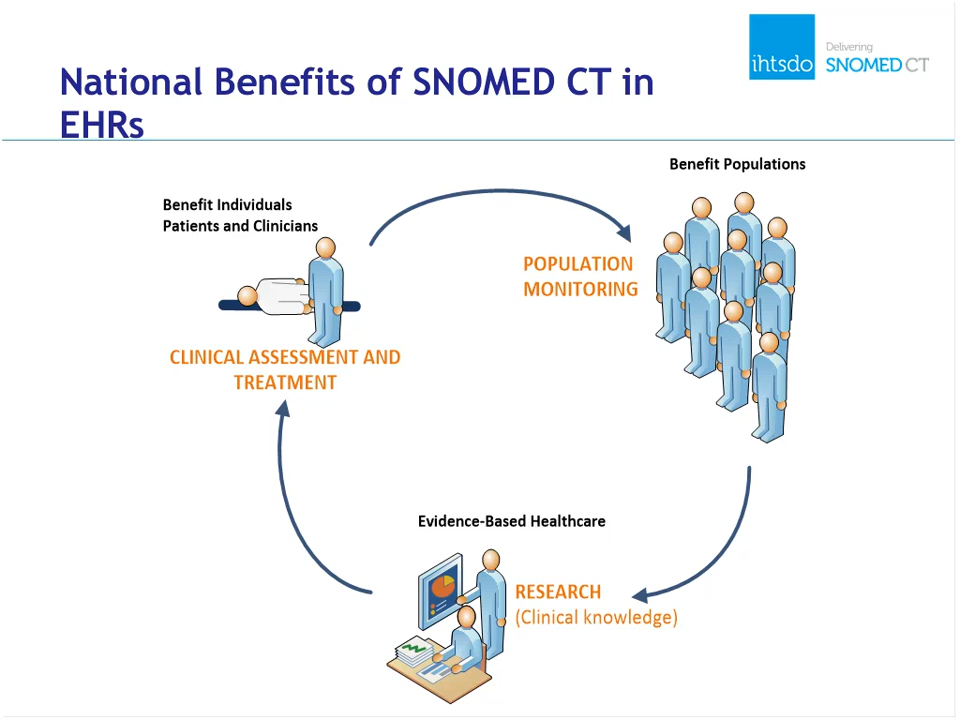 National Benefits of SNOMED CT in
EHRs
ihtsdo
Delivering
SNOMED CT
Benefit Individuals
Patients and Clinicians
CLINICAL ASSESSMENT AND
TREATMENT
Benefit Populations
POPULATION
MONITORING
Evidence-Based Healthcare
RESEARCH
(Clinical knowledge)